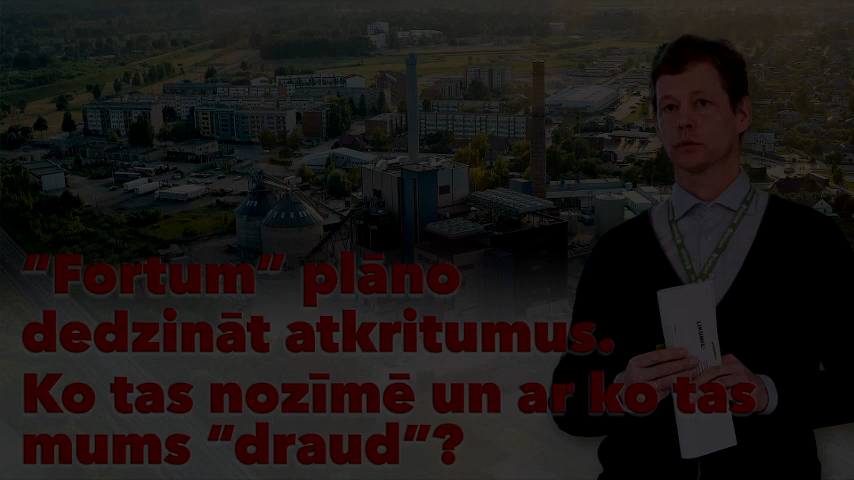 “Fortum” plāno
dedzināt atkritumus.
Ko tas nozīmē un ar ko tas
mums “draud”?